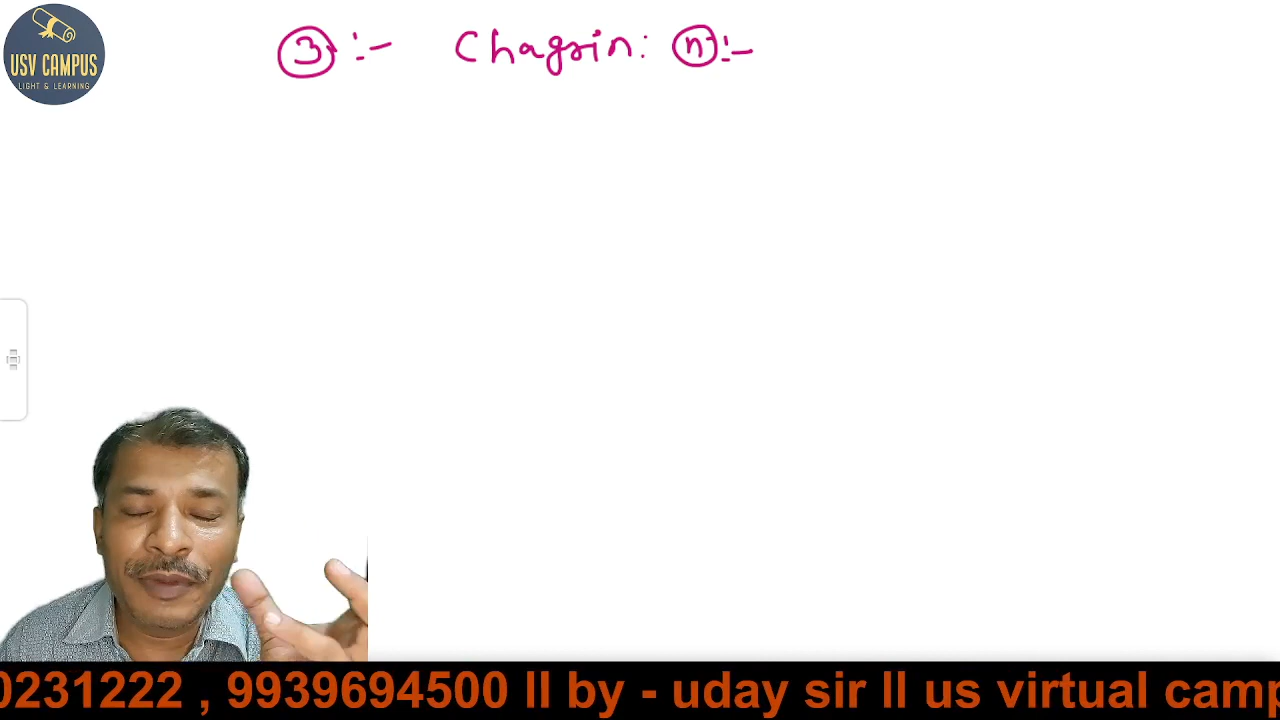 3 :- Chagrin: n :-
USV CAMPUS
LIGHT & LEARNING
0231222 , 9939694500 ll by - uday sir ll us virtual camp